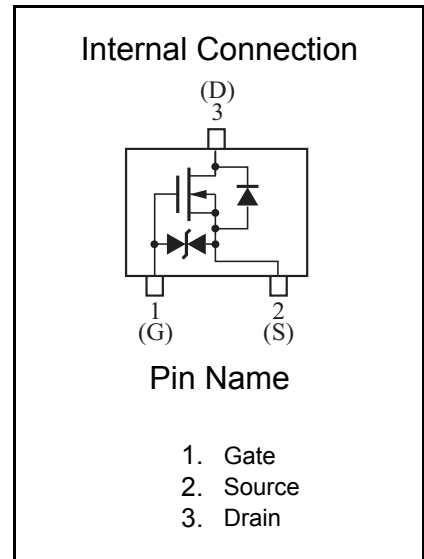 Internal Connection
(D)
3
1 2
(G) (S)
Pin Name
1. Gate
2. Source
3. Drain